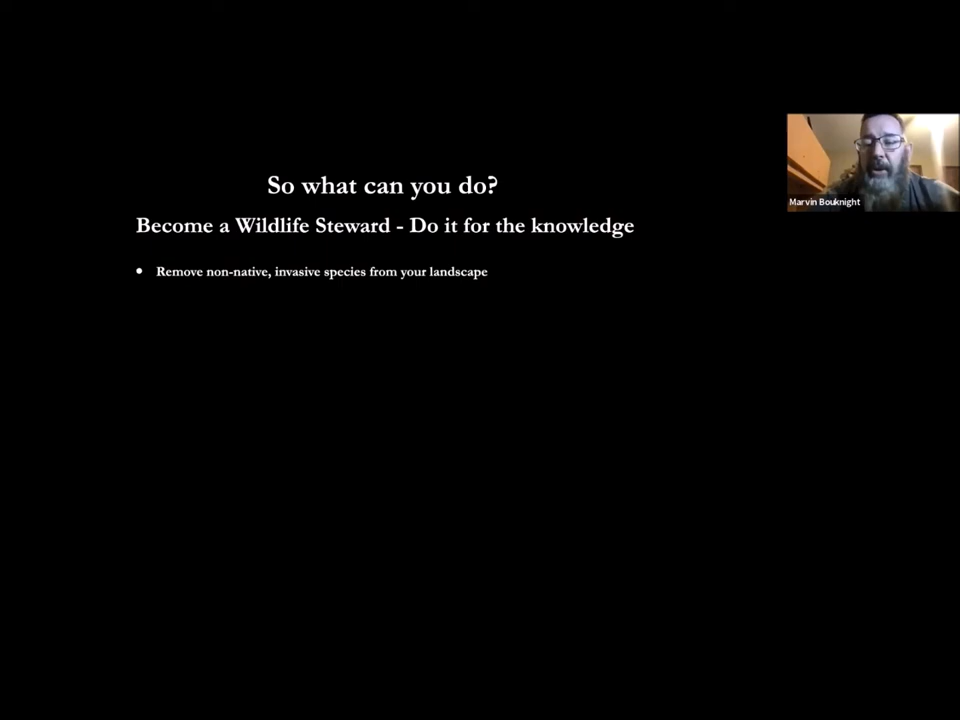 So what can you do?
Become a Wildlife Steward - Do it for the knowledge
• Remove non-native, invasive species from your landscape
Marvin Bouknight